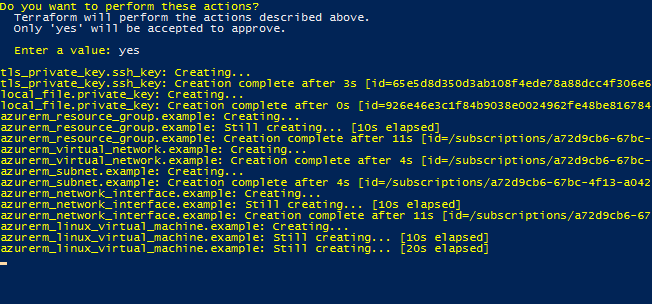 Do you want to perform these actions?
Terraform will perform the actions described above.
Only 'yes' will be accepted to approve.
Enter a value: yes
tls_private_key.ssh_key: Creating...
tls_private_key.ssh_key: Creation complete after 3s [id=65e5d8d350d3ab108f4ede78a88dcc4f306e6
local_file.private_key: Creating...
local_file.private_key: Creation complete after 0s [id=926e46e3c1f84b9038e0024962fe48be816784
azurerm_resource_group.example: Creating...
azurerm_resource_group.example: Still creating... [10s elapsed]
azurerm_resource_group.example: Creation complete after 11s [id=/subscriptions/a72d9cb6-67bc-
azurerm_virtual_network.example: Creating...
azurerm_virtual_network.example: Creation complete after 4s [id=/subscriptions/a72d9cb6-67bc-
azurerm_subnet.example: Creating...
azurerm_subnet.example: Creation complete after 4s [id=/subscriptions/a72d9cb6-67bc-4f13-a042
azurerm_network_interface.example: Creating...
azurerm_network_interface.example: Still creating... [10s elapsed]
azurerm_network_interface.example: Creation complete after 11s [id=/subscriptions/a72d9cb6-67
azurerm_linux_virtual_machine.example: Creating...
azurerm_linux_virtual_machine.example: Still creating... [10s elapsed]
azurerm_linux_virtual_machine.example: Still creating... [20s elapsed]